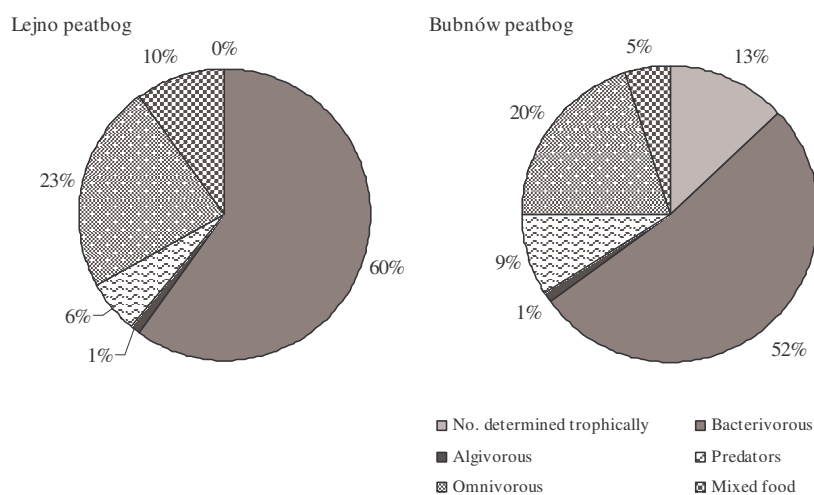 Lejno peatbog
0%
10%
23%
60%
6%
1%
Bubnów peatbog
5%
13%
20%
9%
1%
52%
No. determined trophically
Bacterivorous
Algivorous
Predators
Omnivorous
Mixed food